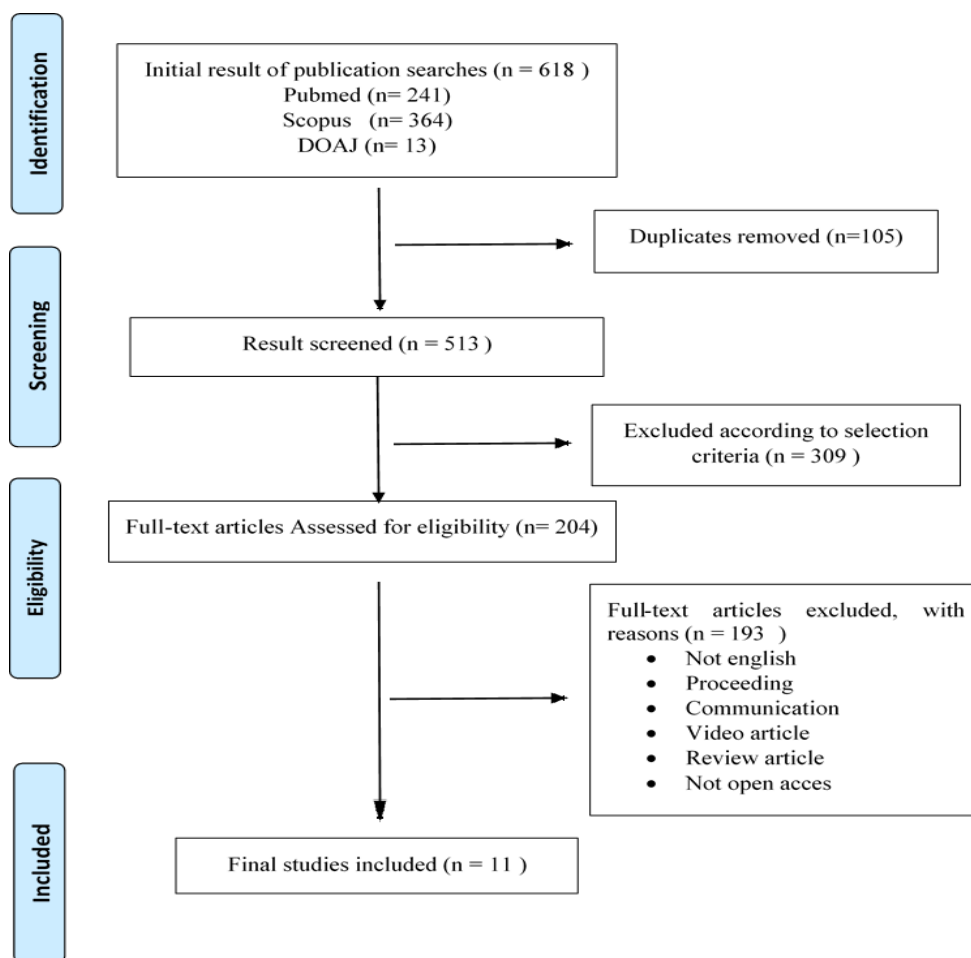 Identification
Initial result of publication searches (n = 618 )
Pubmed (n= 241)
Scopus (n= 364)
DOAJ (n= 13)
Duplicates removed (n=105)
Screening
Result screened (n = 513 )
Excluded according to selection
criteria (n = 309 )
Eligibility
Full-text articles Assessed for eligibility (n= 204)
Full-text articles excluded, with
reasons (n = 193 )
• Not english
• Proceeding
• Communication
• Video article
• Review article
• Not open acces
Included
Final studies included (n = 11 )